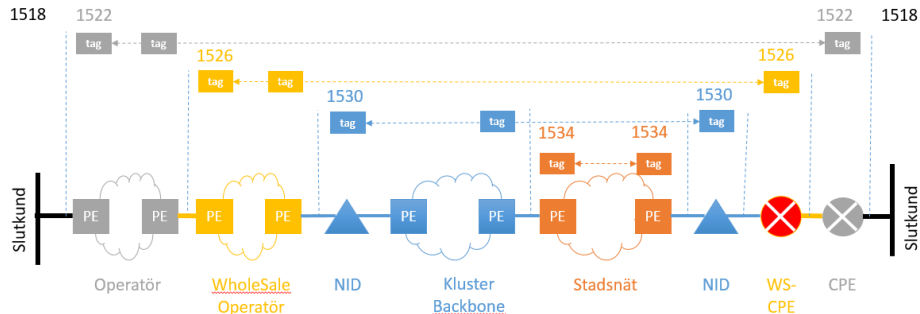 1518
1522
1522
1518
tag
tag
tag
1526
1526
tag
tag
tag
1530
1530
tag
tag
tag
1534
1534
tag
tag
Slutkund
PE
PE
PE
PE
PE
PE
PE
PE
Slutkund
Operatör
WholeSale
Operatör
NID
Kluster
Backbone
Stadsnät
NID
WS-
CPE
CPE